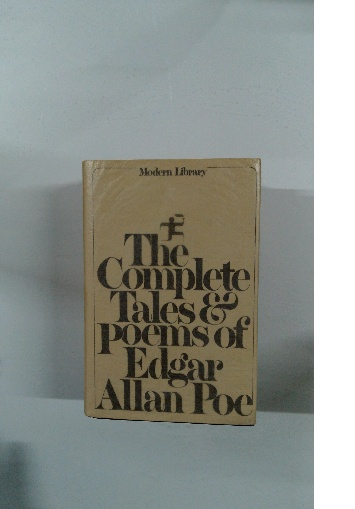 Modern Library
The
Complete
Tales &
poems of
Edgar
Allan Poe